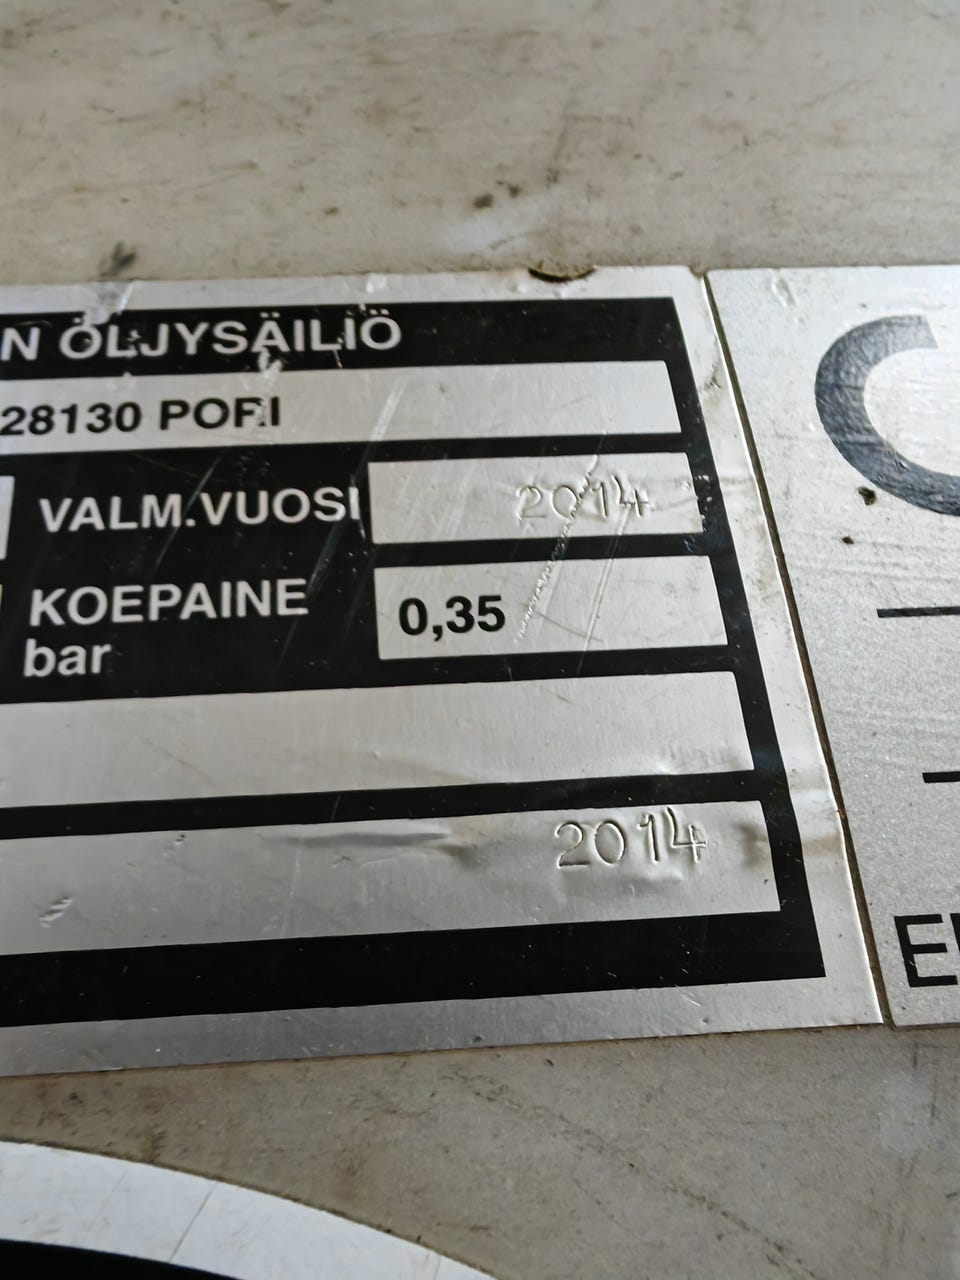 N ÖLJYSÄILIÖ
28130 PORI
VALM.VUOSI 2014
KOEPAINE 0,35
bar
2014
C
E